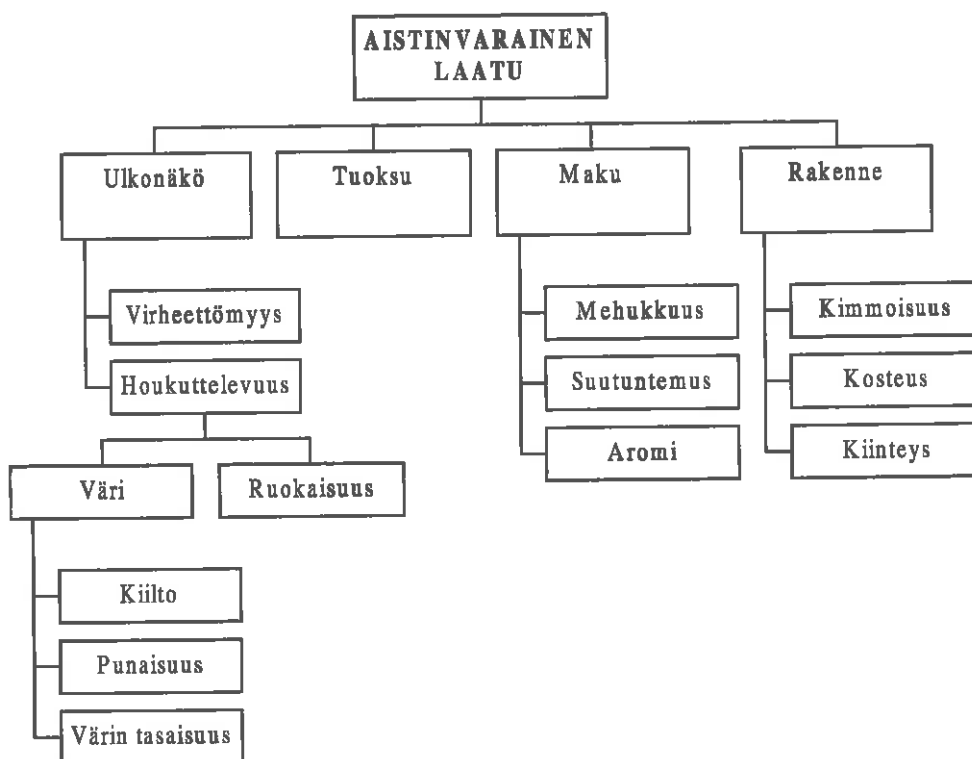 AISTINVARAINEN
LAATU
Ulkonäkö
Tuoksu
Maku
Rakenne
Virheettömyys
Houkuttelevuus
Väri
Ruokaisuus
Kiilto
Punaisuus
Värin tasaisuus
Mehukkuus
Suutuntemus
Aromi
Kimmoisuus
Kosteus
Kiinteys